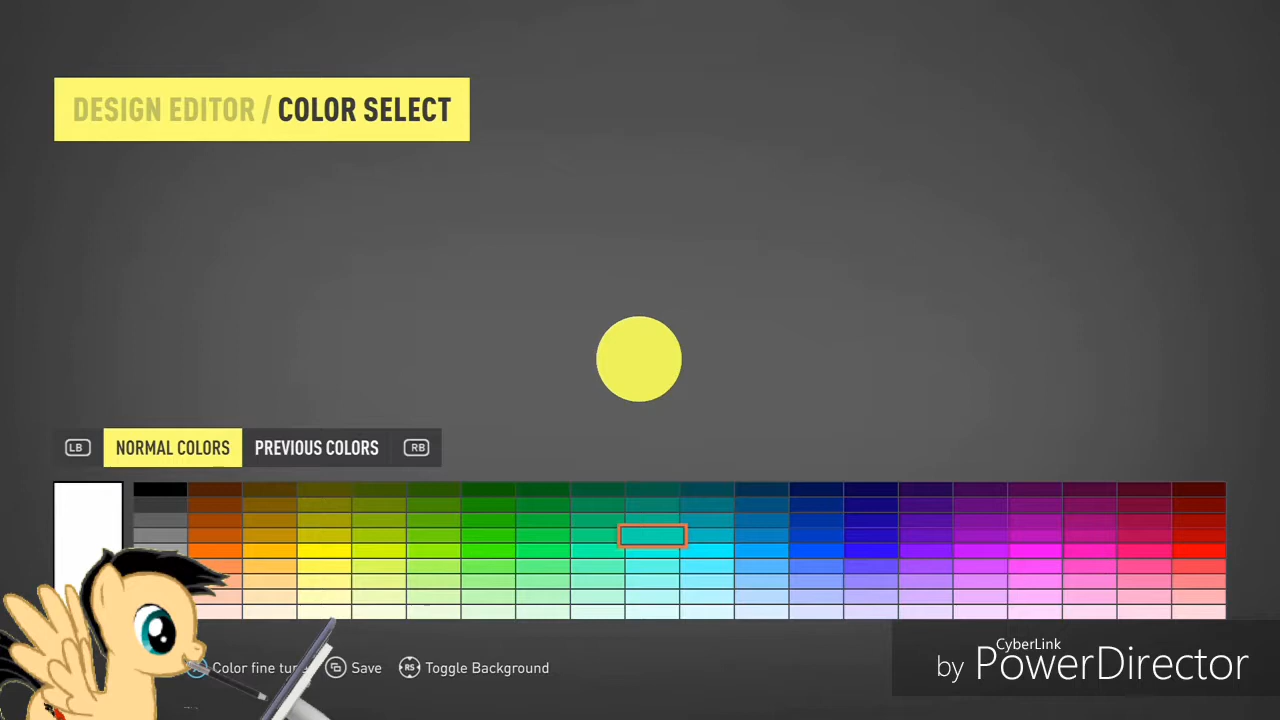 DESIGN EDITOR / COLOR SELECT
LB NORMAL COLORS PREVIOUS COLORS RB
Color fine tune Save RS Toggle Background
CyberLink
by PowerDirector